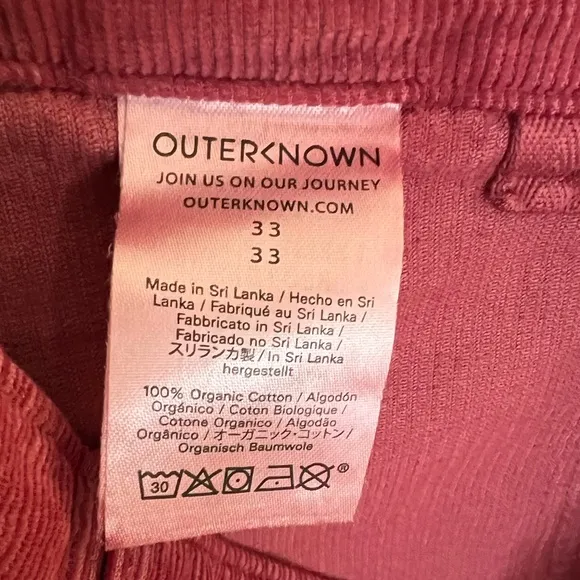 OUTERKNOWN
JOIN US ON OUR JOURNEY
OUTERKNOWN.COM
33
33
Made in Sri Lanka / Hecho en Sri
Lanka / Fabriqué au Sri Lanka /
Fabbricato in Sri Lanka /
Fabricado no Sri Lanka /
スリランカ製 / In Sri Lanka
hergestellt
100% Organic Cotton / Algodón
Orgánico / Coton Biologique /
Cotone Organico / Algodão
Orgânico / オーガニック・コットン /
Organisch Baumwole
30 ®